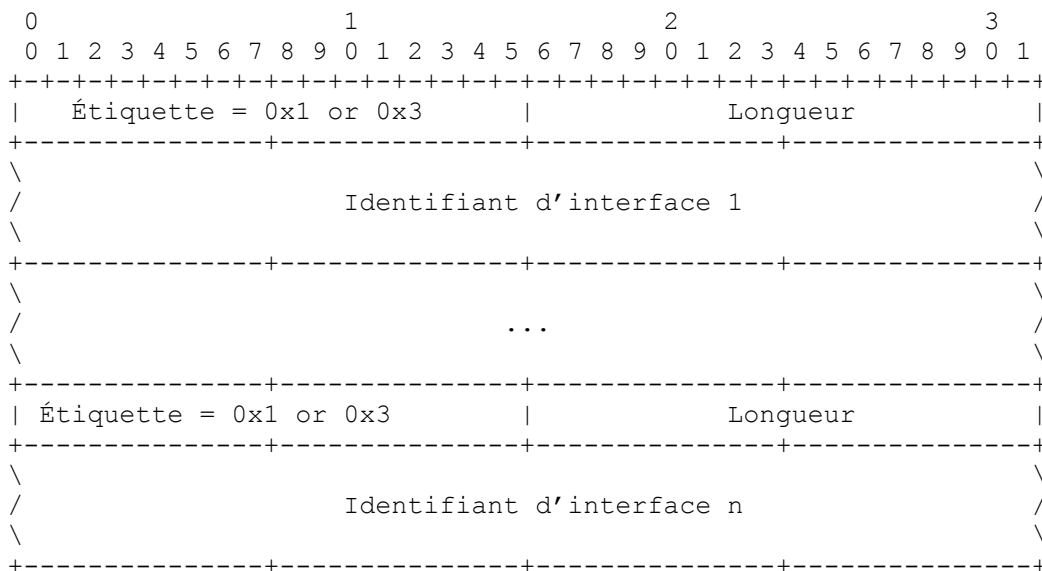 0                   1                   2                   3
0 1 2 3 4 5 6 7 8 9 0 1 2 3 4 5 6 7 8 9 0 1 2 3 4 5 6 7 8 9 0 1
+-+-+-+-+-+-+-+-+-+-+-+-+-+-+-+-+-+-+-+-+-+-+-+-+-+-+-+-+-+-+-+-+
|   Étiquette = 0x1 or 0x3      |            Longueur           |
+---------------+---------------+---------------+---------------+
\                                                               \
/                    Identifiant d’interface 1                  /
\                                                               \
+---------------+---------------+---------------+---------------+
\                                                               \
/                              ...                              /
\                                                               \
+---------------+---------------+---------------+---------------+
| Étiquette = 0x1 or 0x3        |            Longueur           |
+---------------+---------------+---------------+---------------+
\                                                               \
/                    Identifiant d’interface n                  /
\                                                               \
+---------------+---------------+---------------+---------------+